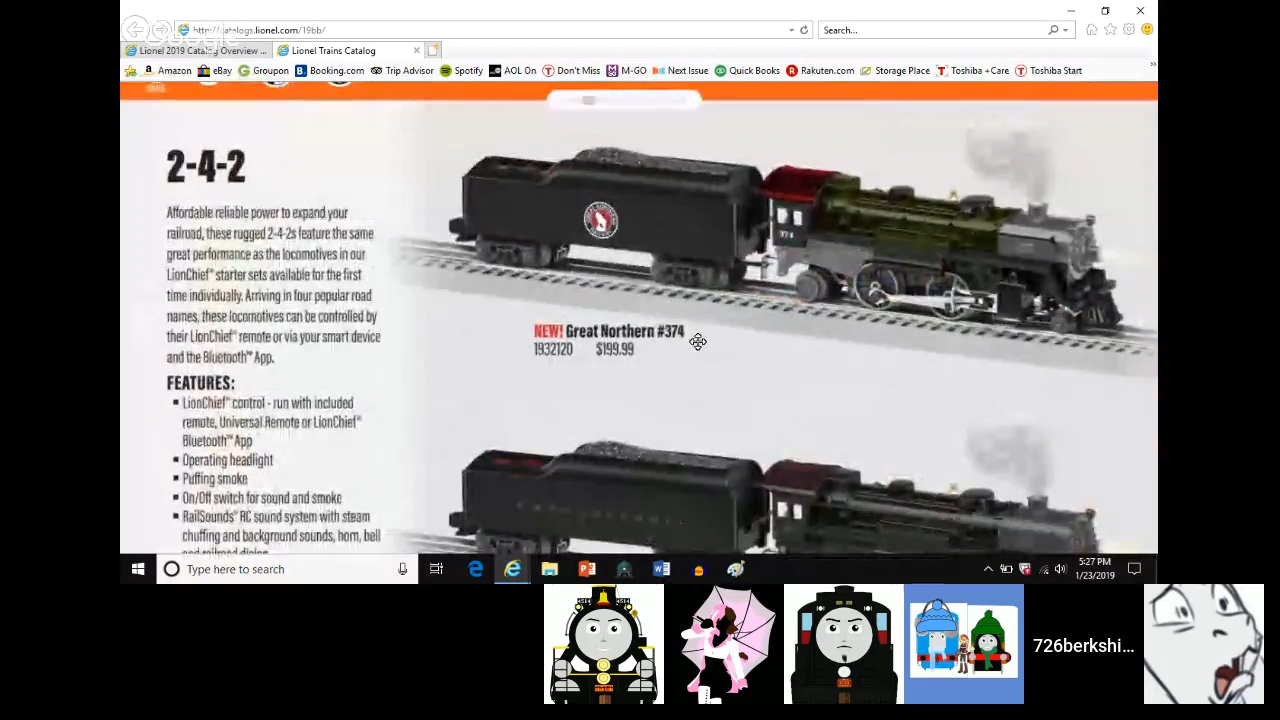 http://catalogs.lionel.com/19bb/
Search...
Lionel 2019 Catalog Overview ...
Lionel Trains Catalog
Amazon
eBay
Groupon
Booking.com
Trip Advisor
Spotify
AOL On
Don't Miss
M-GO
Next Issue
Quick Books
Rakuten.com
Storage Place
Toshiba +Care
Toshiba Start
2-4-2
Affordable reliable power to expand your
railroad, these rugged 2-4-2s feature the same
great performance as the locomotives in our
LionChief® starter sets available for the first
time individually. Arriving in four popular road
names, these locomotives can be controlled by
their LionChief® remote or via your smart device
and the Bluetooth™ App.
FEATURES:
▪ LionChief® control - run with included
remote, Universal Remote or LionChief®
Bluetooth™ App
▪ Operating headlight
▪ Puffing smoke
▪ On/Off switch for sound and smoke
▪ RailSounds® RC sound system with steam
chuffing and background sounds, horn, bell
374
NEW! Great Northern #374
1932120 $199.99
Type here to search
5:27 PM
1/23/2019
4514
4514
726berkshi...